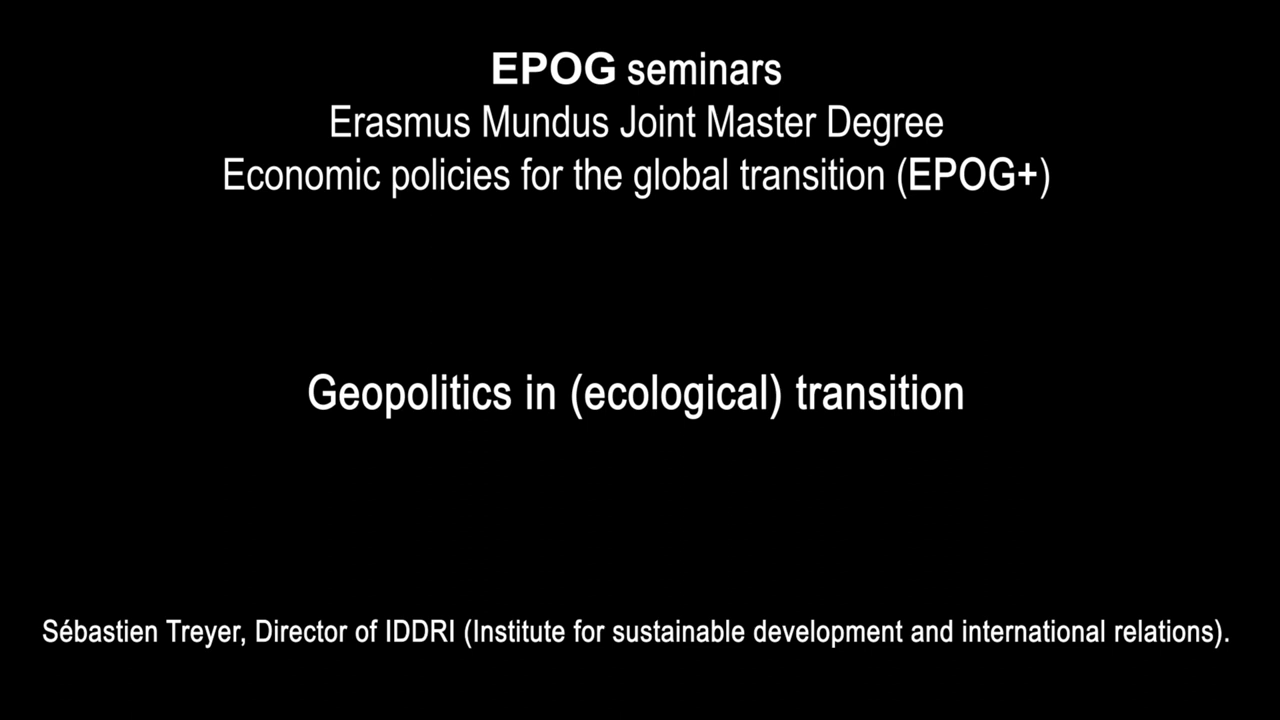 EPOG seminars
Erasmus Mundus Joint Master Degree
Economic policies for the global transition (EPOG+)
Geopolitics in (ecological) transition
Sébastien Treyer, Director of IDDRI (Institute for sustainable development and international relations).